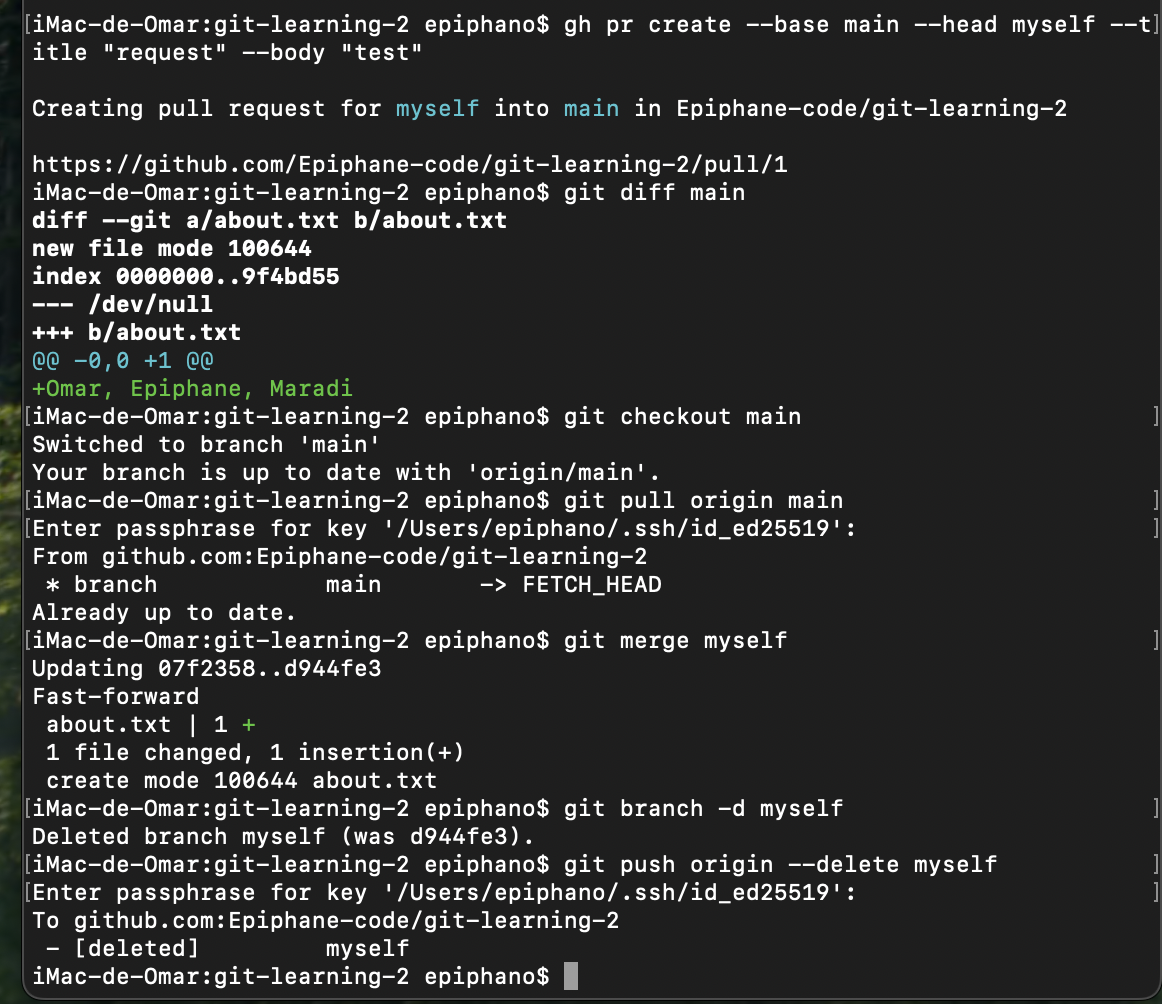 [iMac-de-Omar:git-learning-2 epiphano$ gh pr create --base main --head myself --t]
itle "request" --body "test"
Creating pull request for myself into main in Epiphane-code/git-learning-2
https://github.com/Epiphane-code/git-learning-2/pull/1
iMac-de-Omar:git-learning-2 epiphano$ git diff main
diff --git a/about.txt b/about.txt
new file mode 100644
index 0000000..9f4bd55
--- /dev/null
+++ b/about.txt
@@ -0,0 +1 @@
+Omar, Epiphane, Maradi
[iMac-de-Omar:git-learning-2 epiphano$ git checkout main ]
Switched to branch 'main'
Your branch is up to date with 'origin/main'.
[iMac-de-Omar:git-learning-2 epiphano$ git pull origin main ]
[Enter passphrase for key '/Users/epiphano/.ssh/id_ed25519': ]
From github.com:Epiphane-code/git-learning-2
 * branch            main       -> FETCH_HEAD
Already up to date.
[iMac-de-Omar:git-learning-2 epiphano$ git merge myself ]
Updating 07f2358..d944fe3
Fast-forward
 about.txt | 1 +
 1 file changed, 1 insertion(+)
 create mode 100644 about.txt
[iMac-de-Omar:git-learning-2 epiphano$ git branch -d myself ]
Deleted branch myself (was d944fe3).
[iMac-de-Omar:git-learning-2 epiphano$ git push origin --delete myself ]
[Enter passphrase for key '/Users/epiphano/.ssh/id_ed25519': ]
To github.com:Epiphane-code/git-learning-2
 - [deleted]         myself
iMac-de-Omar:git-learning-2 epiphano$